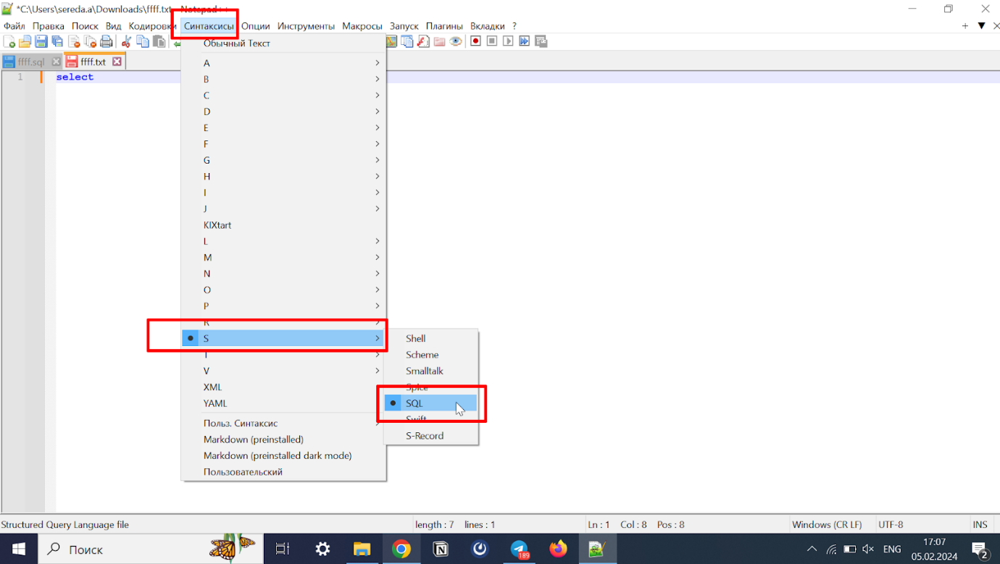 *C:\Users\sereda.a\Downloads\ffff.txt - Notepad++
Файл Правка Поиск Вид Кодировки Синтаксисы Опции Инструменты Макросы Запуск Плагины Вкладки ?
ffff.sql ffff.txt
1 select
Обычный Текст
A
B
C
D
E
F
G
H
I
J
KIXtart
L
M
N
O
P
R
S
T
V
XML
YAML
Польз. Синтаксис
Markdown (preinstalled)
Markdown (preinstalled dark mode)
Пользовательский
Shell
Scheme
Smalltalk
Spice
SQL
Swift
S-Record
Structured Query Language file length : 7 lines : 1 Ln : 1 Col : 8 Pos : 8 Windows (CR LF) UTF-8 INS
Поиск
189
ENG
17:07
05.02.2024
2